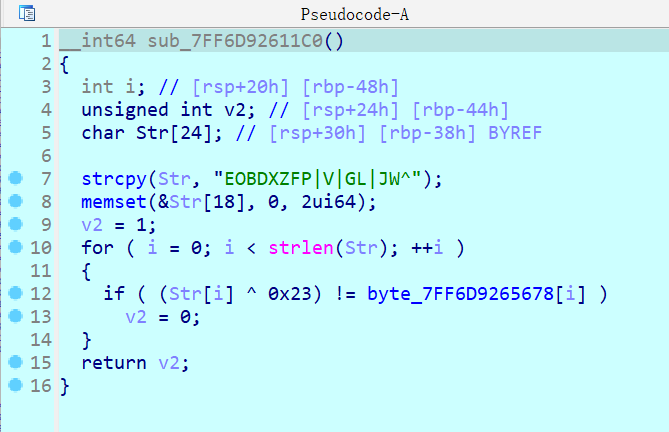 Pseudocode-A
1 __int64 sub_7FF6D92611C0()
2 {
3 int i; // [rsp+20h] [rbp-48h]
4 unsigned int v2; // [rsp+24h] [rbp-44h]
5 char Str[24]; // [rsp+30h] [rbp-38h] BYREF
6
7 strcpy(Str, "EOBDXZFP|V|GL|JW^");
8 memset(&Str[18], 0, 2ui64);
9 v2 = 1;
10 for ( i = 0; i < strlen(Str); ++i )
11 {
12 if ( (Str[i] ^ 0x23) != byte_7FF6D9265678[i] )
13 v2 = 0;
14 }
15 return v2;
16 }